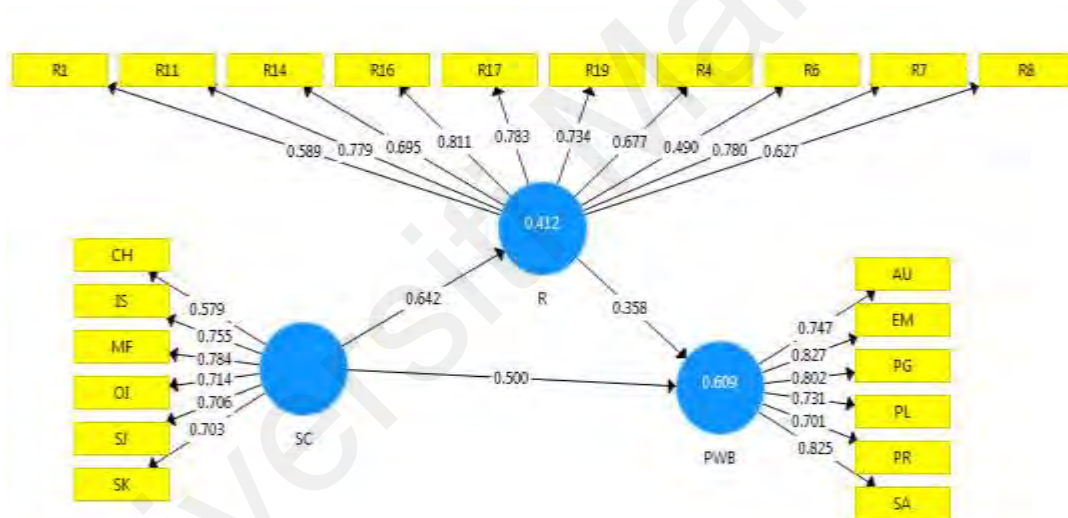 R1 R11 R14 R16 R17 R19 R4 R6 R7 R8
0.589 0.779 0.695 0.811 0.783 0.734 0.677 0.490 0.780 0.627
0.412
R
CH
IS
MF
OI
SJ
SK
0.579
0.755
0.784
0.714
0.706
0.703
SC
0.642
0.358
0.500
0.609
PWB
0.747
0.827
0.802
0.731
0.701
0.825
AU
EM
PG
PL
PR
SA